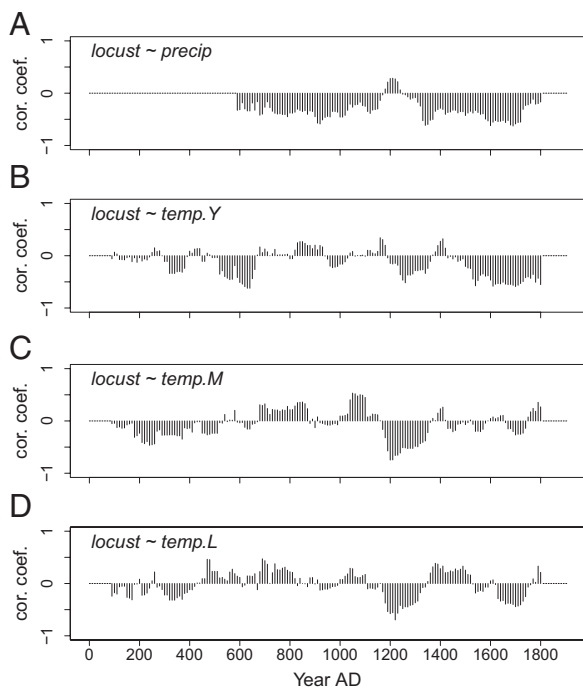 A
locust ~ precip
cor. coef.
1
0
−1
B
locust ~ temp.Y
cor. coef.
1
0
−1
C
locust ~ temp.M
cor. coef.
1
0
−1
D
locust ~ temp.L
cor. coef.
1
0
−1
0 200 400 600 800 1000 1200 1400 1600 1800
Year AD